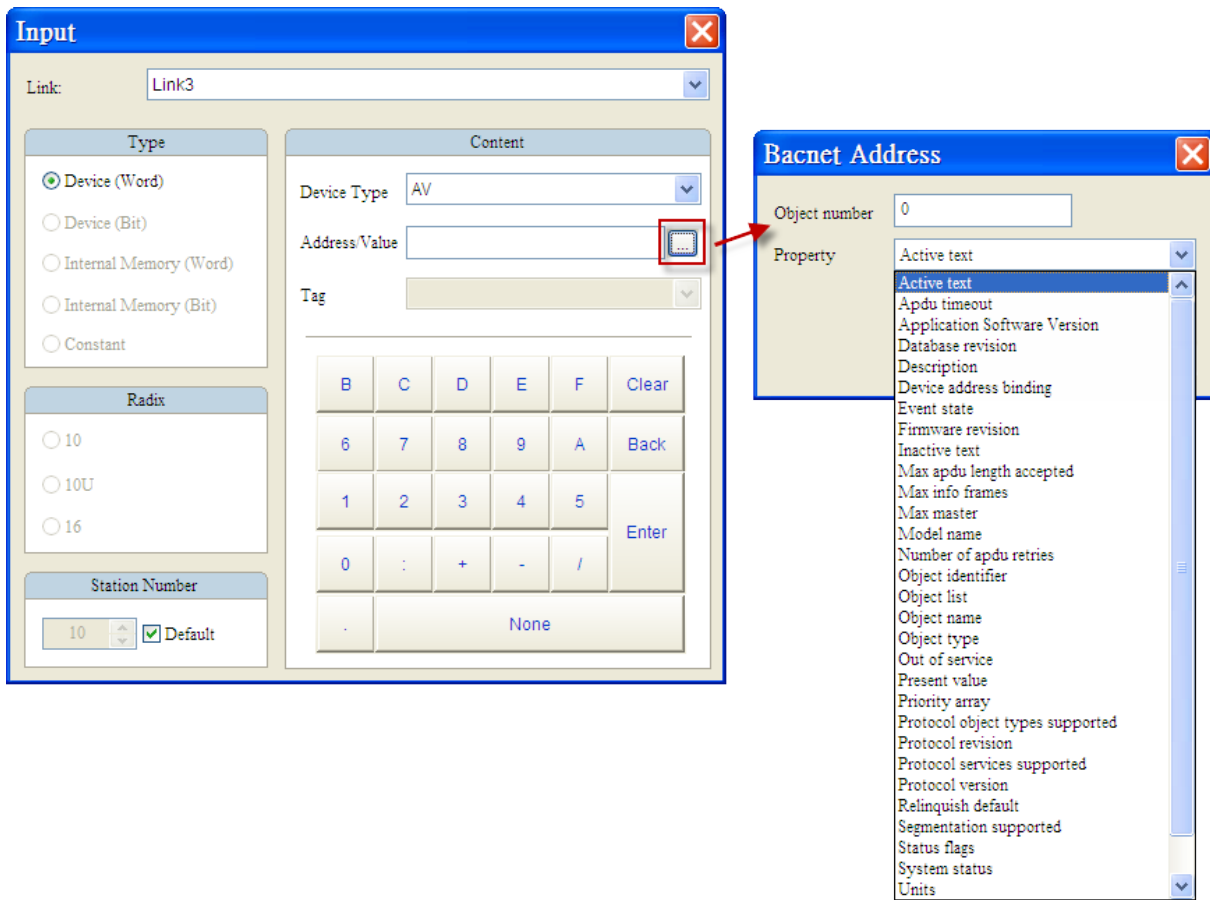 Input
Link: Link3
Type
Device (Word)
Device (Bit)
Internal Memory (Word)
Internal Memory (Bit)
Constant
Radix
10
10U
16
Station Number
10 Default
Content
Device Type AV
Address/Value ...
Tag
B C D E F Clear
6 7 8 9 A Back
1 2 3 4 5 Enter
0 : + - /
. None
Bacnet Address
Object number 0
Property Active text
Active text
Apdu timeout
Application Software Version
Database revision
Description
Device address binding
Event state
Firmware revision
Inactive text
Max apdu length accepted
Max info frames
Max master
Model name
Number of apdu retries
Object identifier
Object list
Object name
Object type
Out of service
Present value
Priority array
Protocol object types supported
Protocol revision
Protocol services supported
Protocol version
Relinquish default
Segmentation supported
Status flags
System status
Units